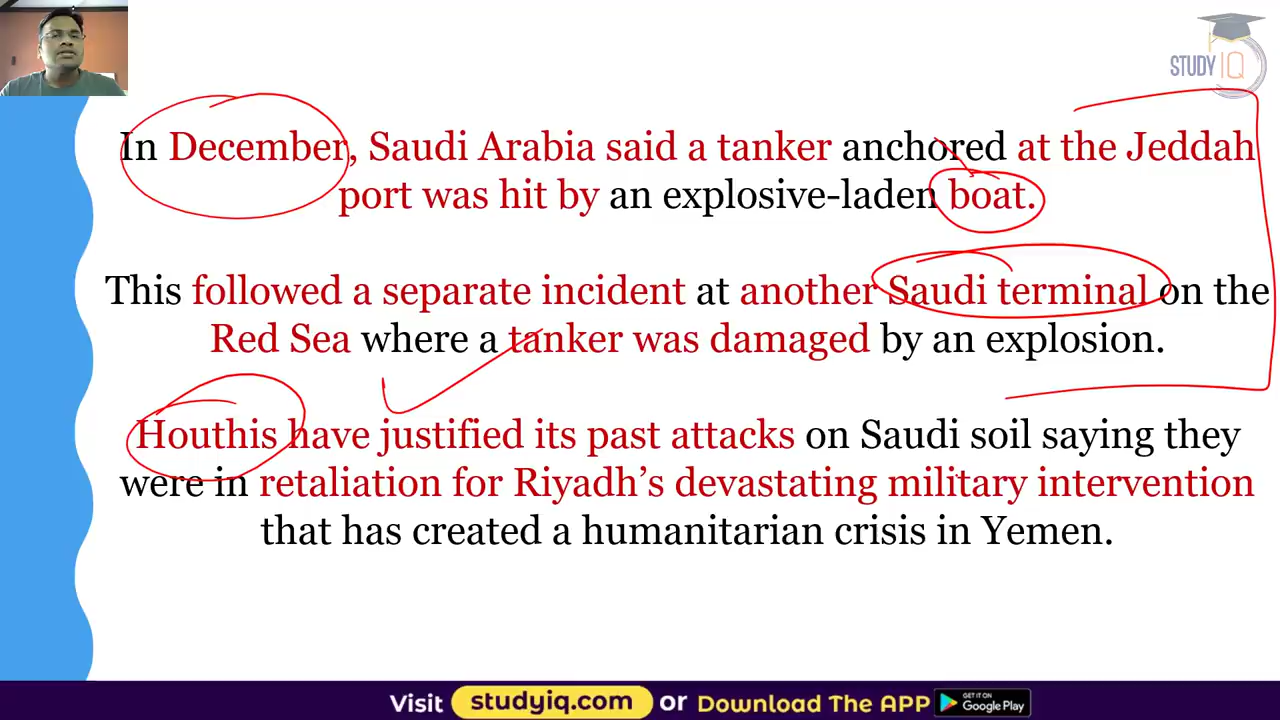 STUDY IQ
In December, Saudi Arabia said a tanker anchored at the Jeddah
port was hit by an explosive-laden boat.
This followed a separate incident at another Saudi terminal on the
Red Sea where a tanker was damaged by an explosion.
Houthis have justified its past attacks on Saudi soil saying they
were in retaliation for Riyadh's devastating military intervention
that has created a humanitarian crisis in Yemen.
Visit studyiq.com or Download The APP GET IT ON Google Play